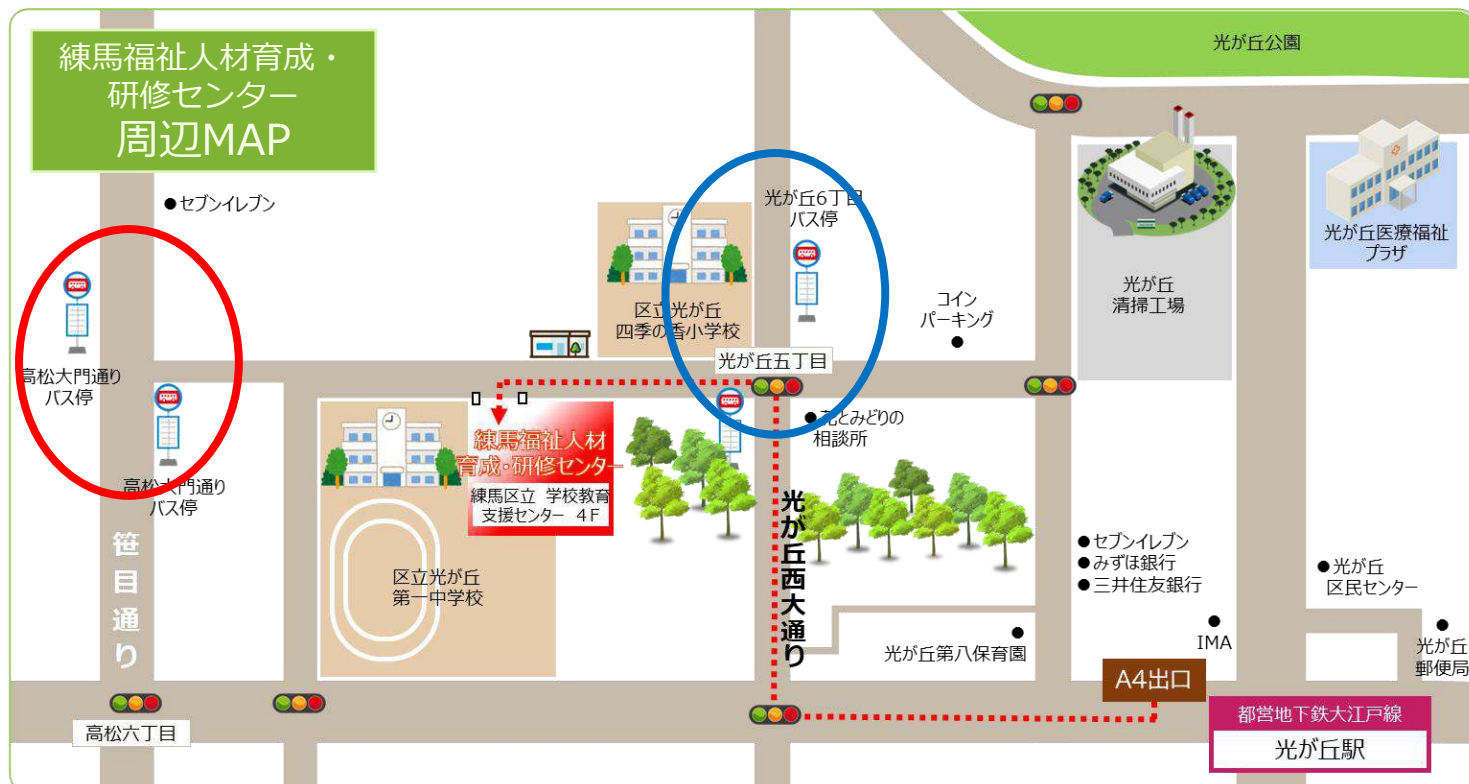 練馬福祉人材育成・
研修センター
周辺MAP
光が丘公園
●セブンイレブン
光が丘6丁目
バス停
区立光が丘
四季の香小学校
コイン
パーキング
光が丘
清掃工場
光が丘医療福祉
プラザ
光が丘五丁目
高松大門通り
バス停
高松大門通り
バス停
練馬福祉人材
育成・研修センター
練馬区立 学校教育
支援センター 4F
●花とみどりの
相談所
笹目通り
区立光が丘
第一中学校
光が丘西大通り
●セブンイレブン
●みずほ銀行
●三井住友銀行
●光が丘
区民センター
IMA
光が丘第八保育園
光が丘
郵便局
A4出口
高松六丁目
都営地下鉄大江戸線
光が丘駅